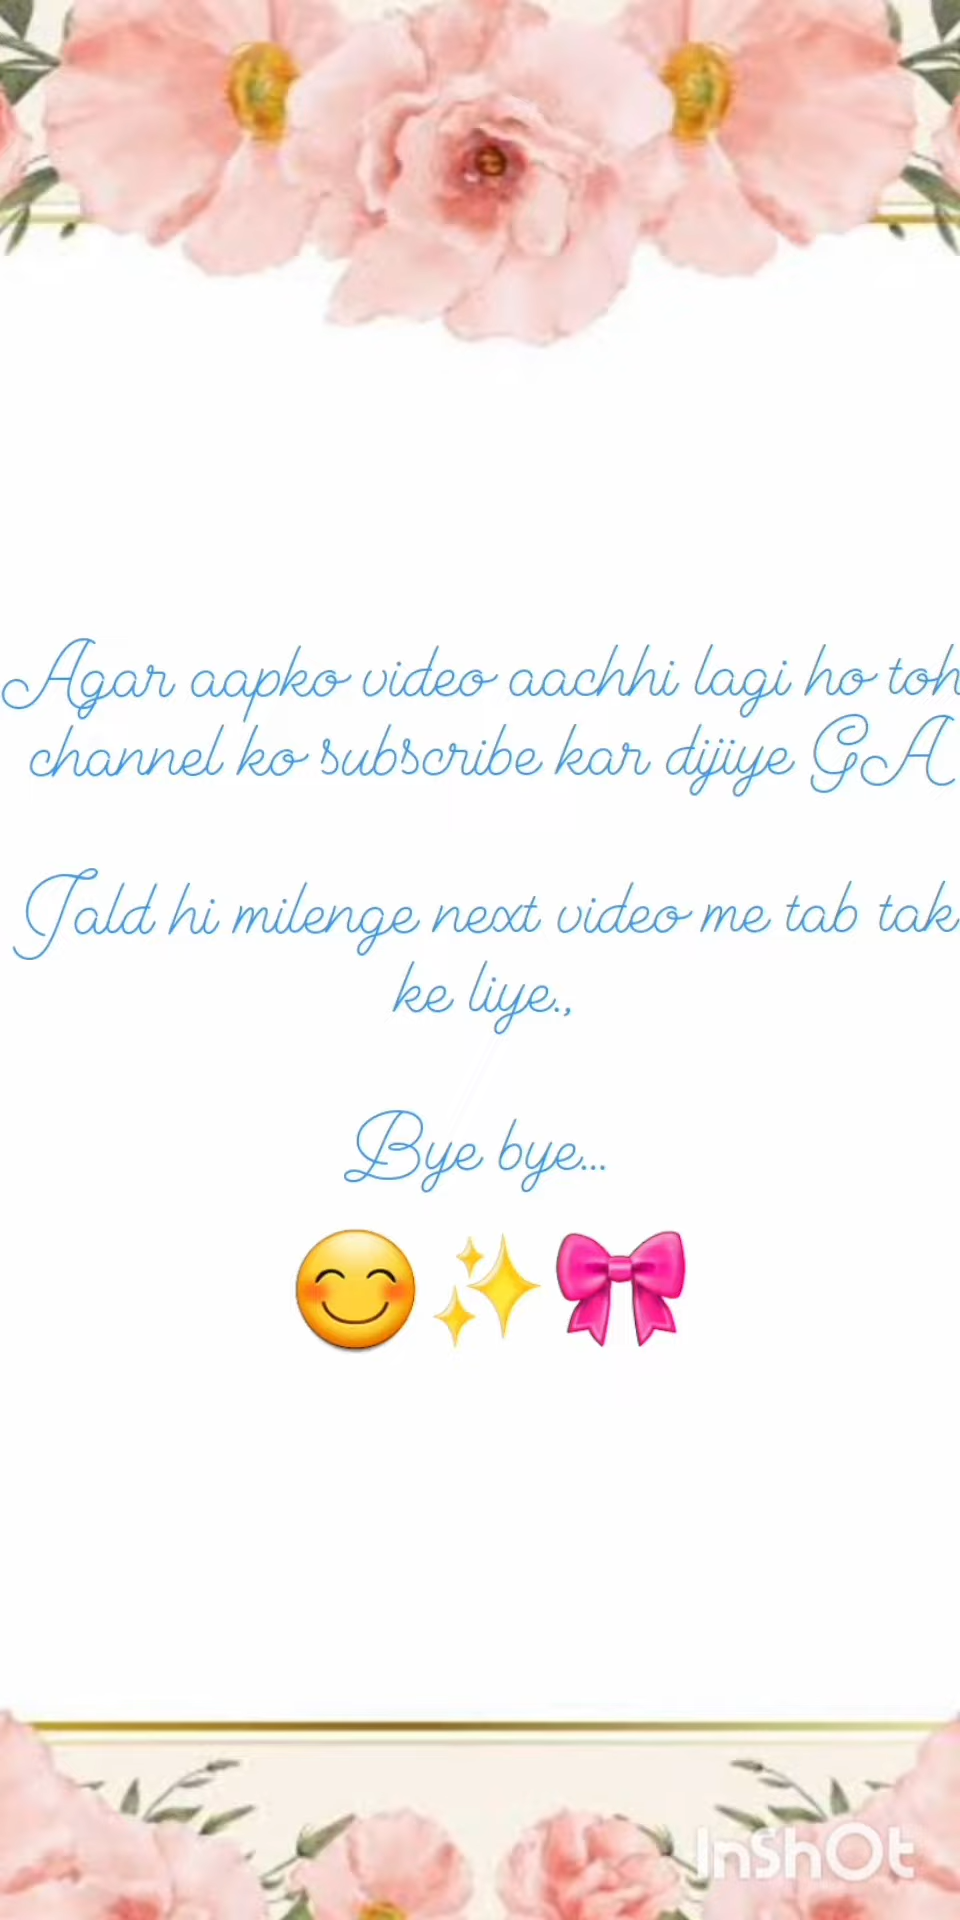 Agar aapko video aachhi lagi ho toh
channel ko subscribe kar dijiye GA
Jald hi milenge next video me tab tak
ke liye.,
Bye bye...
😊✨🎀
InShOt